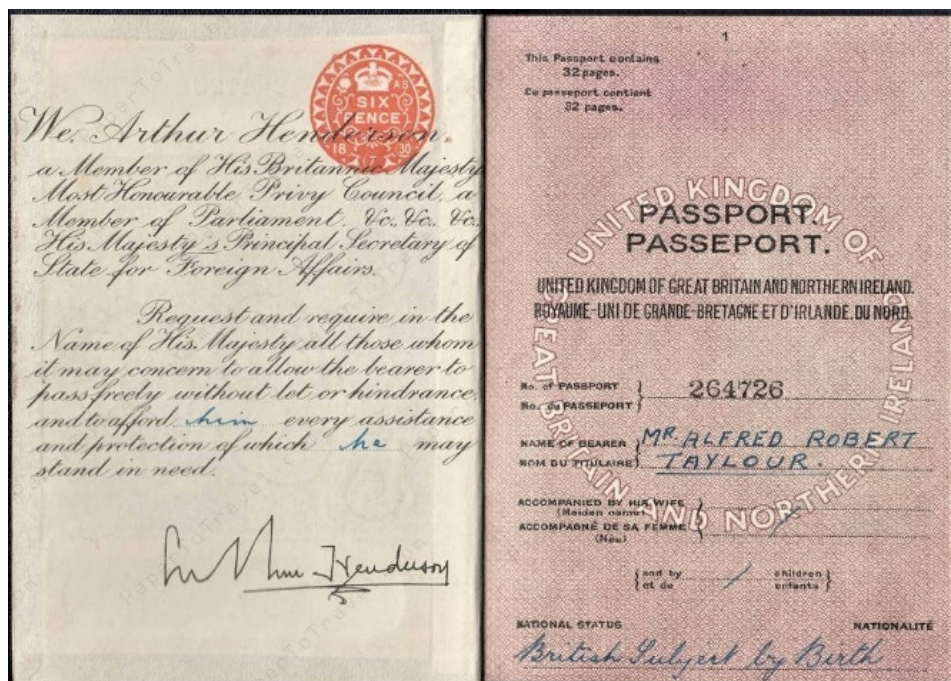 We, Arthur Henderson,
a Member of His Britannic Majesty
Most Honourable Privy Council, a
Member of Parliament, &c., &c., &c.
His Majesty's Principal Secretary of
State for Foreign Affairs.
Request and require in the
Name of His Majesty all those whom
it may concern to allow the bearer to
pass freely without let or hindrance
and to afford him every assistance
and protection of which he may
stand in need.
Arthur Henderson
SIX
PENCE
18 7 30
1
This Passport contains
32 pages.
Ce passeport contient
32 pages.
UNITED KINGDOM OF GREAT BRITAIN AND NORTHERN IRELAND
PASSPORT.
PASSEPORT.
UNITED KINGDOM OF GREAT BRITAIN AND NORTHERN IRELAND.
ROYAUME-UNI DE GRANDE-BRETAGNE ET D'IRLANDE DU NORD.
No. of PASSPORT } 264726
No. du PASSEPORT }
NAME OF BEARER } MR ALFRED ROBERT
NOM DU TITULAIRE } TAYLOUR.
ACCOMPANIED BY HIS WIFE
(Maiden name)
ACCOMPAGNÉ DE SA FEMME
(Née)
{ and by / children }
{ et de enfants }
NATIONAL STATUS NATIONALITÉ
British Subject by Birth